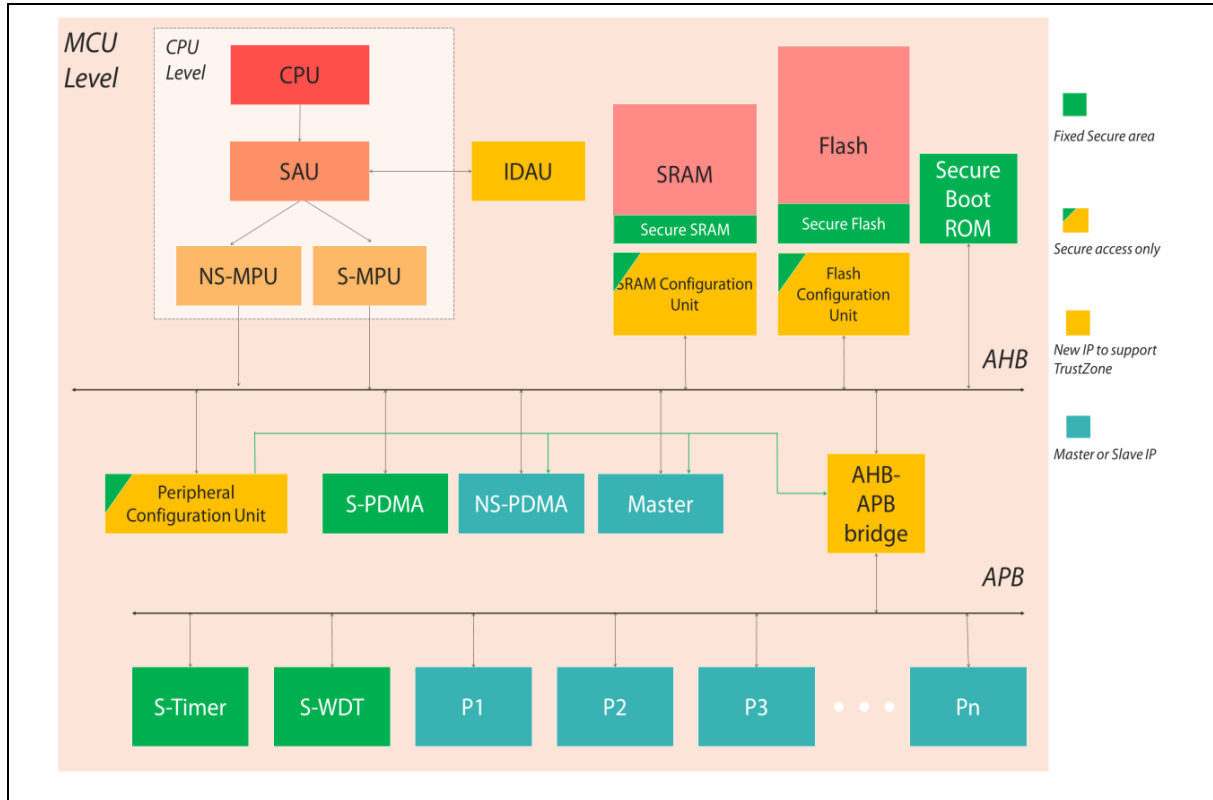 MCU
Level
CPU
Level
CPU
SAU
IDAU
NS-MPU
S-MPU
SRAM
Secure SRAM
SRAM Configuration
Unit
Flash
Secure Flash
Flash
Configuration
Unit
Secure
Boot
ROM
AHB
Peripheral
Configuration Unit
S-PDMA
NS-PDMA
Master
AHB-
APB
bridge
APB
S-Timer
S-WDT
P1
P2
P3
Pn
Fixed Secure area
Secure access only
New IP to support
TrustZone
Master or Slave IP